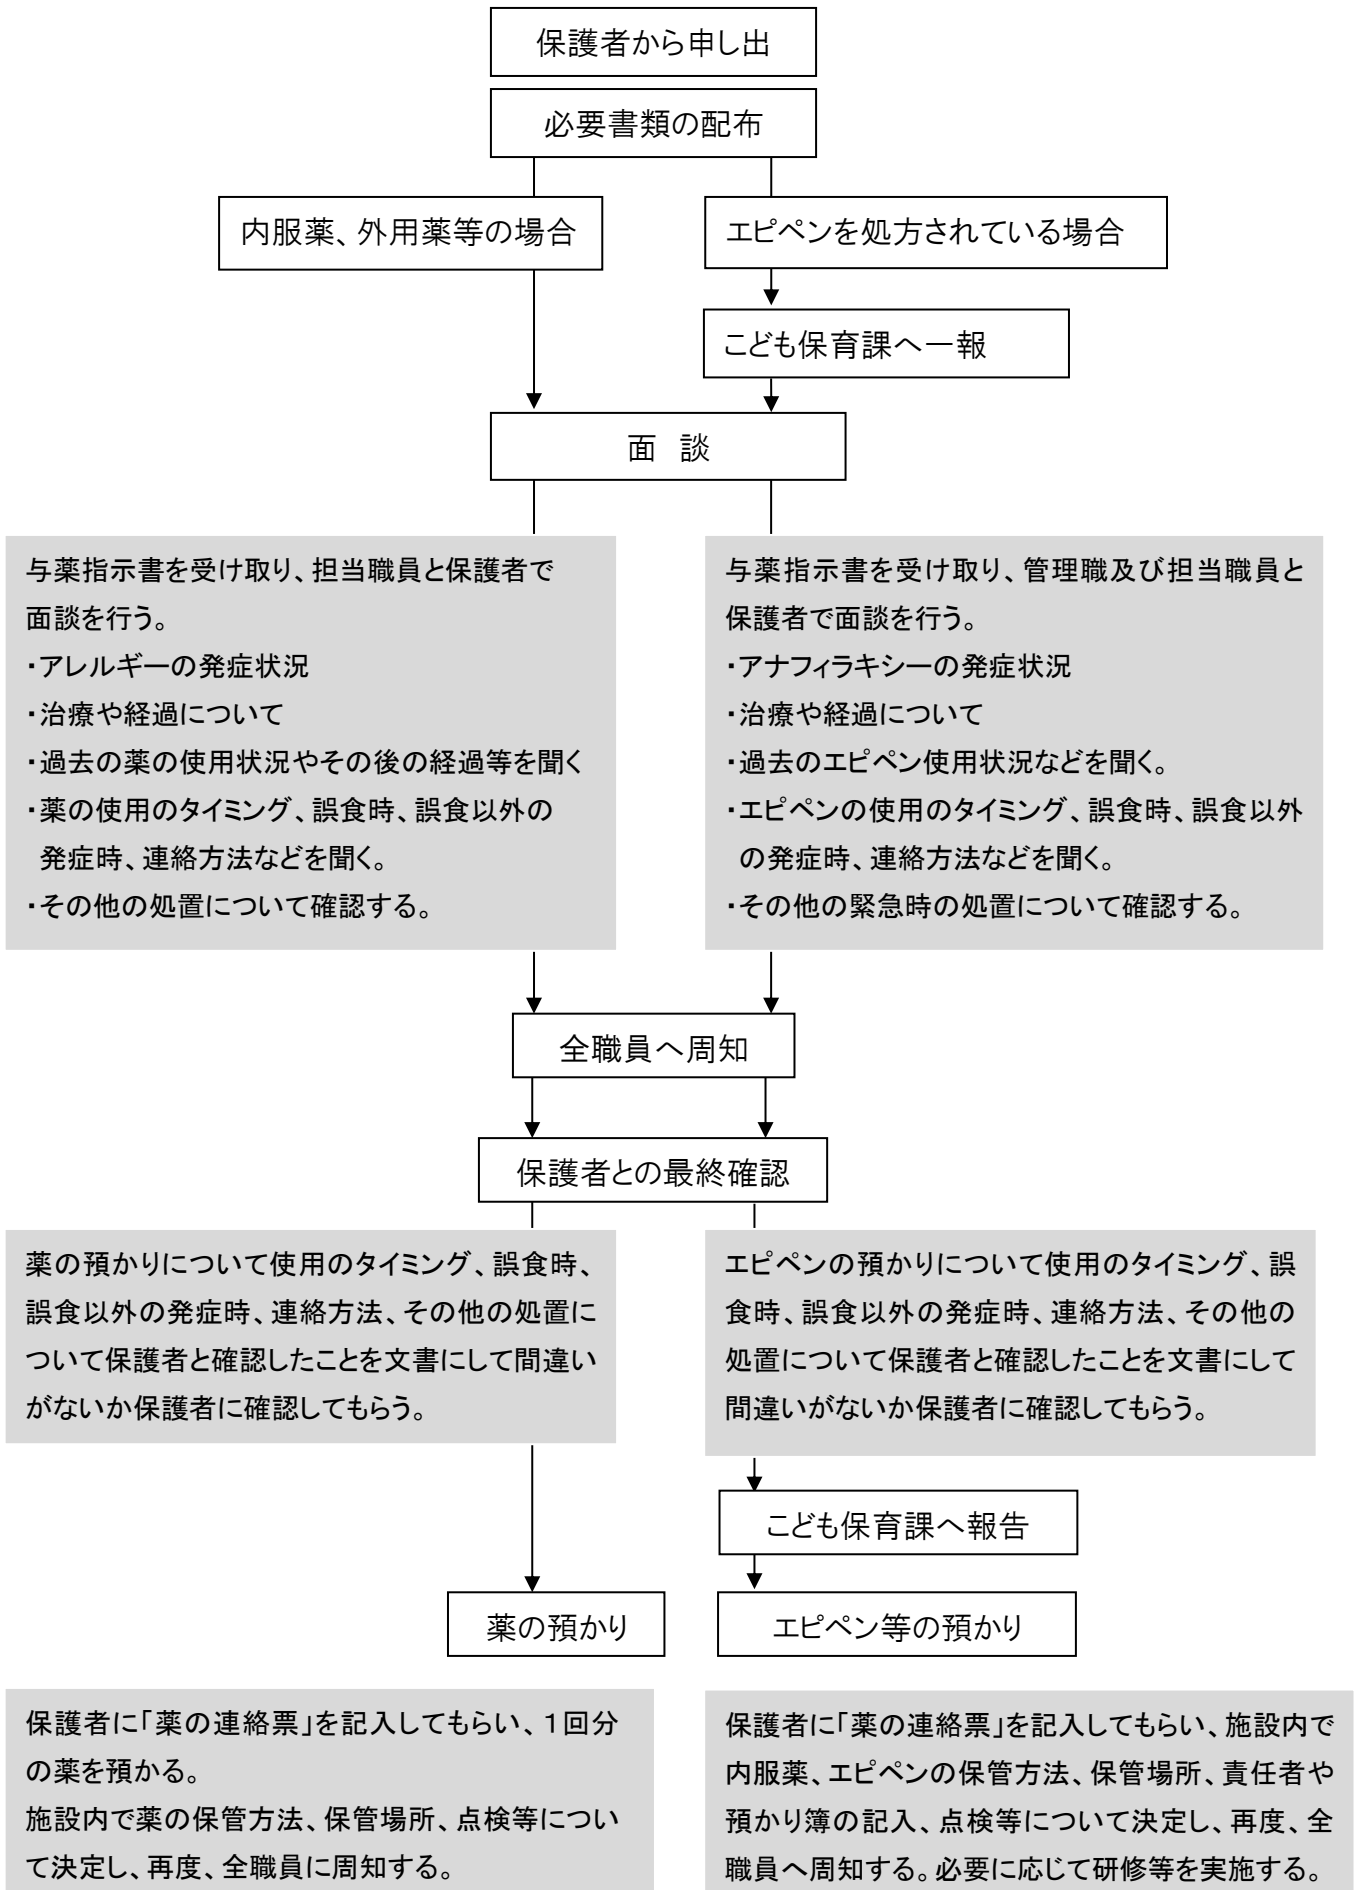 保護者から申し出
必要書類の配布
内服薬、外用薬等の場合
エピペンを処方されている場合
こども保育課へ一報
面　談
与薬指示書を受け取り、担当職員と保護者で
面談を行う。
・アレルギーの発症状況
・治療や経過について
・過去の薬の使用状況やその後の経過等を聞く
・薬の使用のタイミング、誤食時、誤食以外の
発症時、連絡方法などを聞く。
・その他の処置について確認する。
与薬指示書を受け取り、管理職及び担当職員と
保護者で面談を行う。
・アナフィラキシーの発症状況
・治療や経過について
・過去のエピペン使用状況などを聞く。
・エピペンの使用のタイミング、誤食時、誤食以外
の発症時、連絡方法などを聞く。
・その他の緊急時の処置について確認する。
全職員へ周知
保護者との最終確認
薬の預かりについて使用のタイミング、誤食時、
誤食以外の発症時、連絡方法、その他の処置に
ついて保護者と確認したことを文書にして間違い
がないか保護者に確認してもらう。
エピペンの預かりについて使用のタイミング、誤
食時、誤食以外の発症時、連絡方法、その他の
処置について保護者と確認したことを文書にして
間違いがないか保護者に確認してもらう。
こども保育課へ報告
薬の預かり
エピペン等の預かり
保護者に「薬の連絡票」を記入してもらい、１回分
の薬を預かる。
施設内で薬の保管方法、保管場所、点検等につい
て決定し、再度、全職員に周知する。
保護者に「薬の連絡票」を記入してもらい、施設内で
内服薬、エピペンの保管方法、保管場所、責任者や
預かり簿の記入、点検等について決定し、再度、全
職員へ周知する。必要に応じて研修等を実施する。